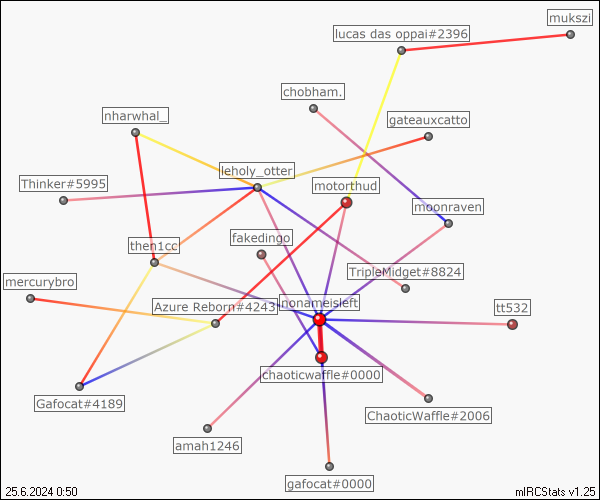 mukszi
lucas das oppai#2396
chobham.
nharwhal_
gateauxcatto
leholy_otter
Thinker#5995
motorthud
moonraven
fakedingo
then1cc
TripleMidget#8824
mercurybro
Azure Reborn#4243
nonameisleft
tt532
chaoticwaffle#0000
Gafocat#4189
ChaoticWaffle#2006
amah1246
gafocat#0000
25.6.2024 0:50
mIRCStats v1.25